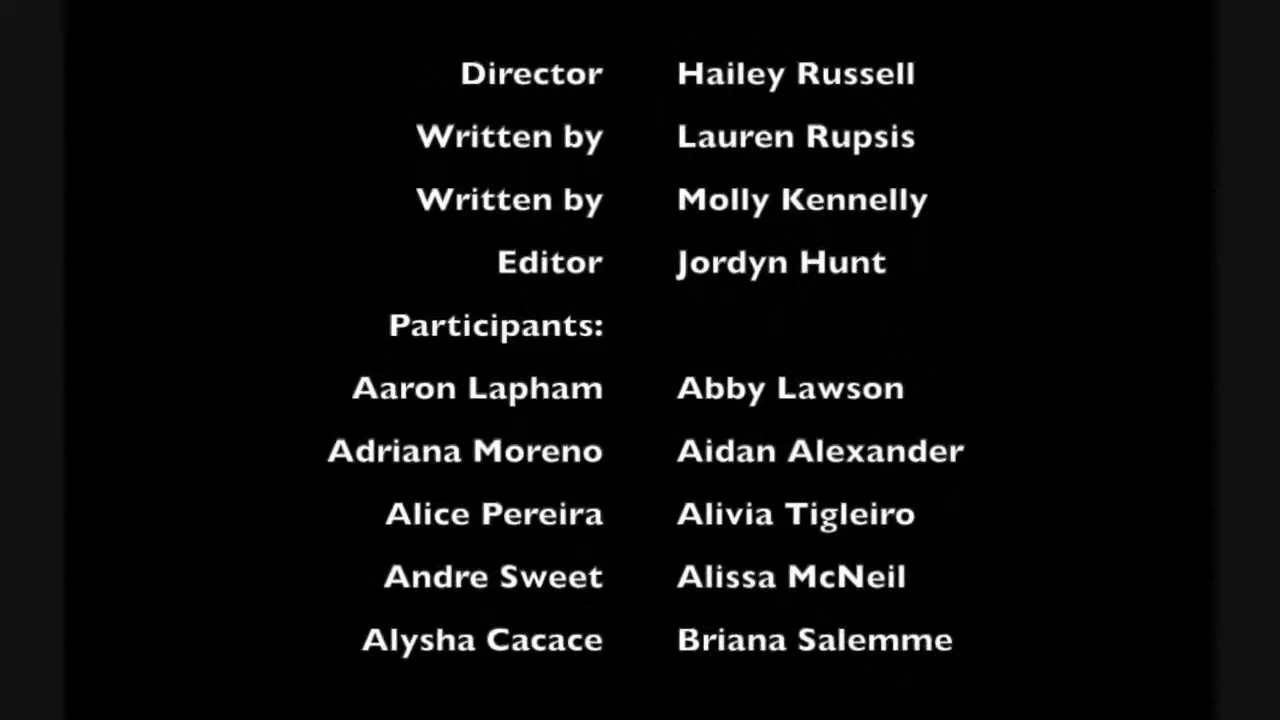 Director Hailey Russell
Written by Lauren Rupsis
Written by Molly Kennelly
Editor Jordyn Hunt
Participants:
Aaron Lapham Abby Lawson
Adriana Moreno Aidan Alexander
Alice Pereira Alivia Tigleiro
Andre Sweet Alissa McNeil
Alysha Cacace Briana Salemme